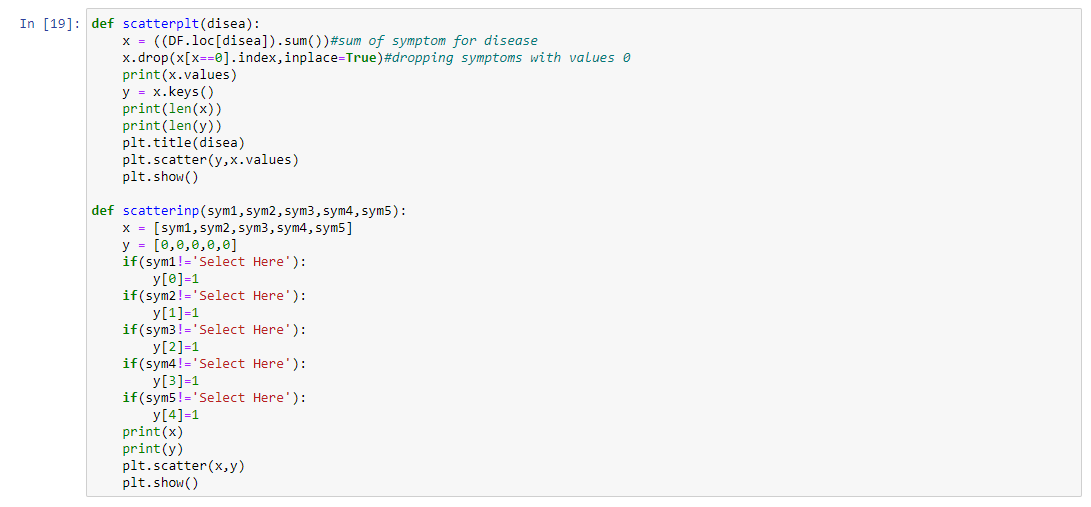 In [19]: def scatterplt(disea):
    x = ((DF.loc[disea]).sum())#sum of symptom for disease
    x.drop(x[x==0].index,inplace=True)#dropping symptoms with values 0
    print(x.values)
    y = x.keys()
    print(len(x))
    print(len(y))
    plt.title(disea)
    plt.scatter(y,x.values)
    plt.show()

def scatterinp(sym1,sym2,sym3,sym4,sym5):
    x = [sym1,sym2,sym3,sym4,sym5]
    y = [0,0,0,0,0]
    if(sym1!='Select Here'):
        y[0]=1
    if(sym2!='Select Here'):
        y[1]=1
    if(sym3!='Select Here'):
        y[2]=1
    if(sym4!='Select Here'):
        y[3]=1
    if(sym5!='Select Here'):
        y[4]=1
    print(x)
    print(y)
    plt.scatter(x,y)
    plt.show()